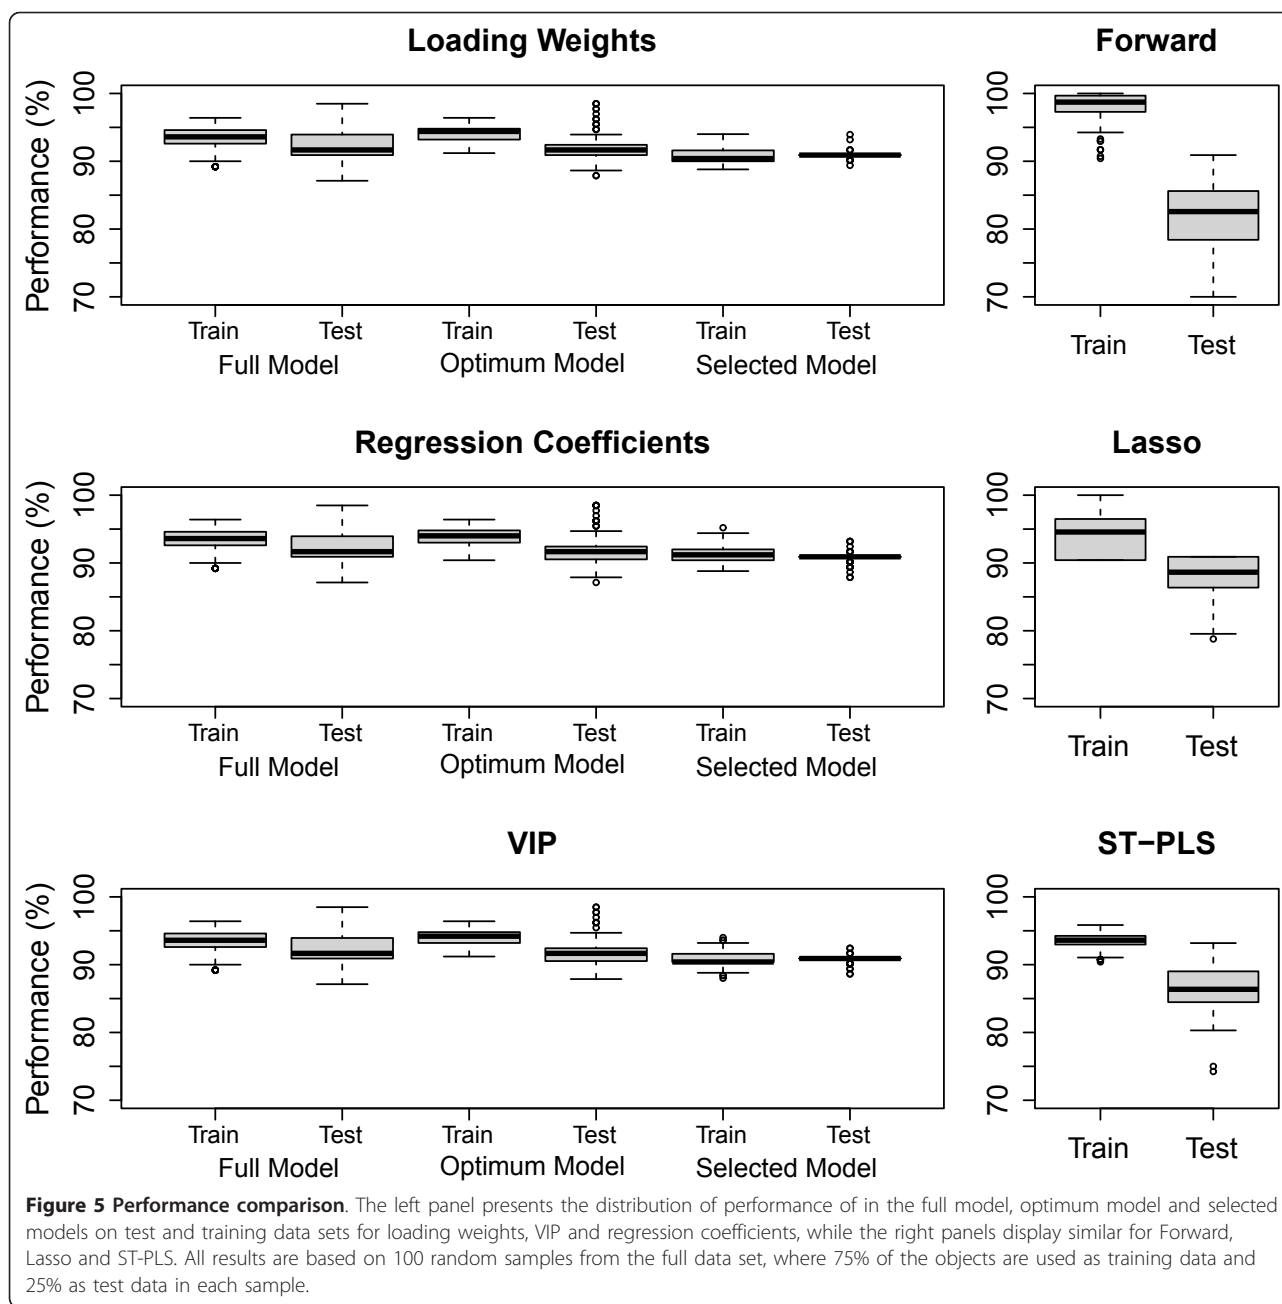 Loading Weights
Performance (%)
100
90
80
70
Train Test Train Test Train Test
Full Model Optimum Model Selected Model
Forward
100
90
80
70
Train Test
Regression Coefficients
Performance (%)
100
90
80
70
Train Test Train Test Train Test
Full Model Optimum Model Selected Model
Lasso
100
90
80
70
Train Test
VIP
Performance (%)
100
90
80
70
Train Test Train Test Train Test
Full Model Optimum Model Selected Model
ST−PLS
100
90
80
70
Train Test
Figure 5 Performance comparison. The left panel presents the distribution of performance of in the full model, optimum model and selected
models on test and training data sets for loading weights, VIP and regression coefficients, while the right panels display similar for Forward,
Lasso and ST-PLS. All results are based on 100 random samples from the full data set, where 75% of the objects are used as training data and
25% as test data in each sample.